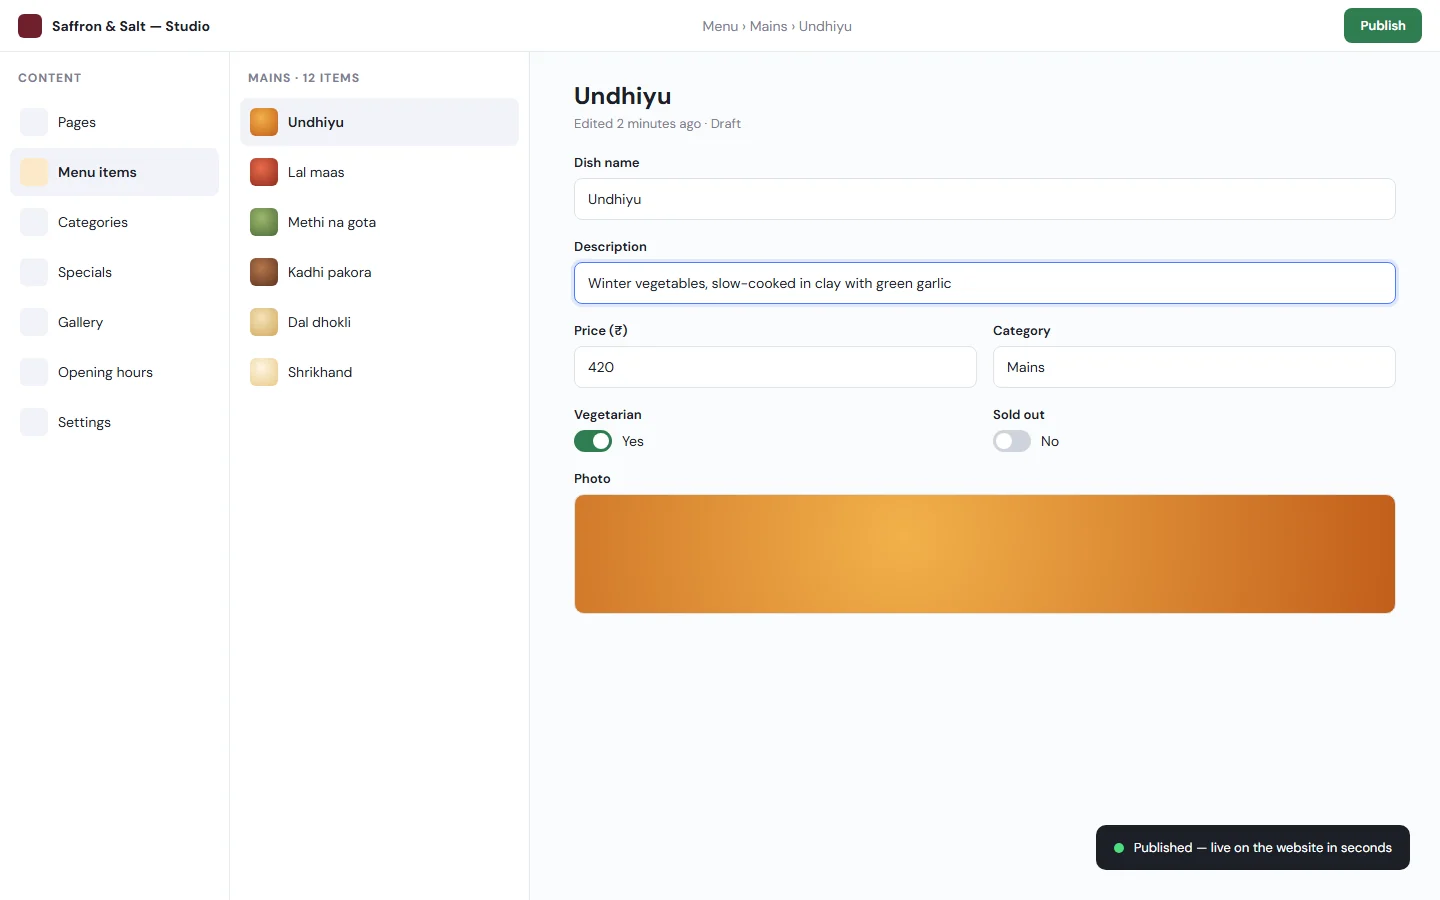 Saffron & Salt — Studio
Menu › Mains › Undhiyu
Publish
CONTENT
Pages
Menu items
Categories
Specials
Gallery
Opening hours
Settings
MAINS · 12 ITEMS
Undhiyu
Lal maas
Methi na gota
Kadhi pakora
Dal dhokli
Shrikhand
Undhiyu
Edited 2 minutes ago · Draft
Dish name
Undhiyu
Description
Winter vegetables, slow-cooked in clay with green garlic
Price (₹)
Category
420
Mains
Vegetarian
Sold out
Yes
No
Photo
Published — live on the website in seconds